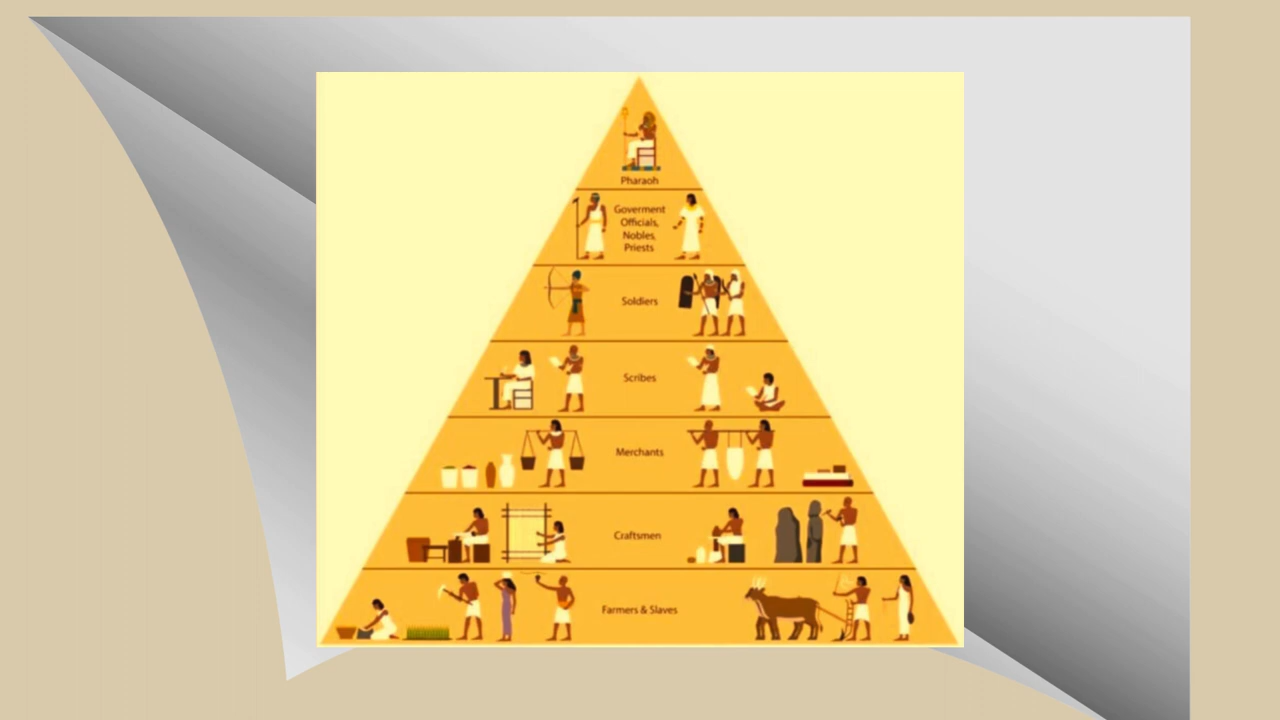 Pharaoh
Goverment
Officials,
Nobles,
Priests
Soldiers
Scribes
Merchants
Craftsmen
Farmers & Slaves